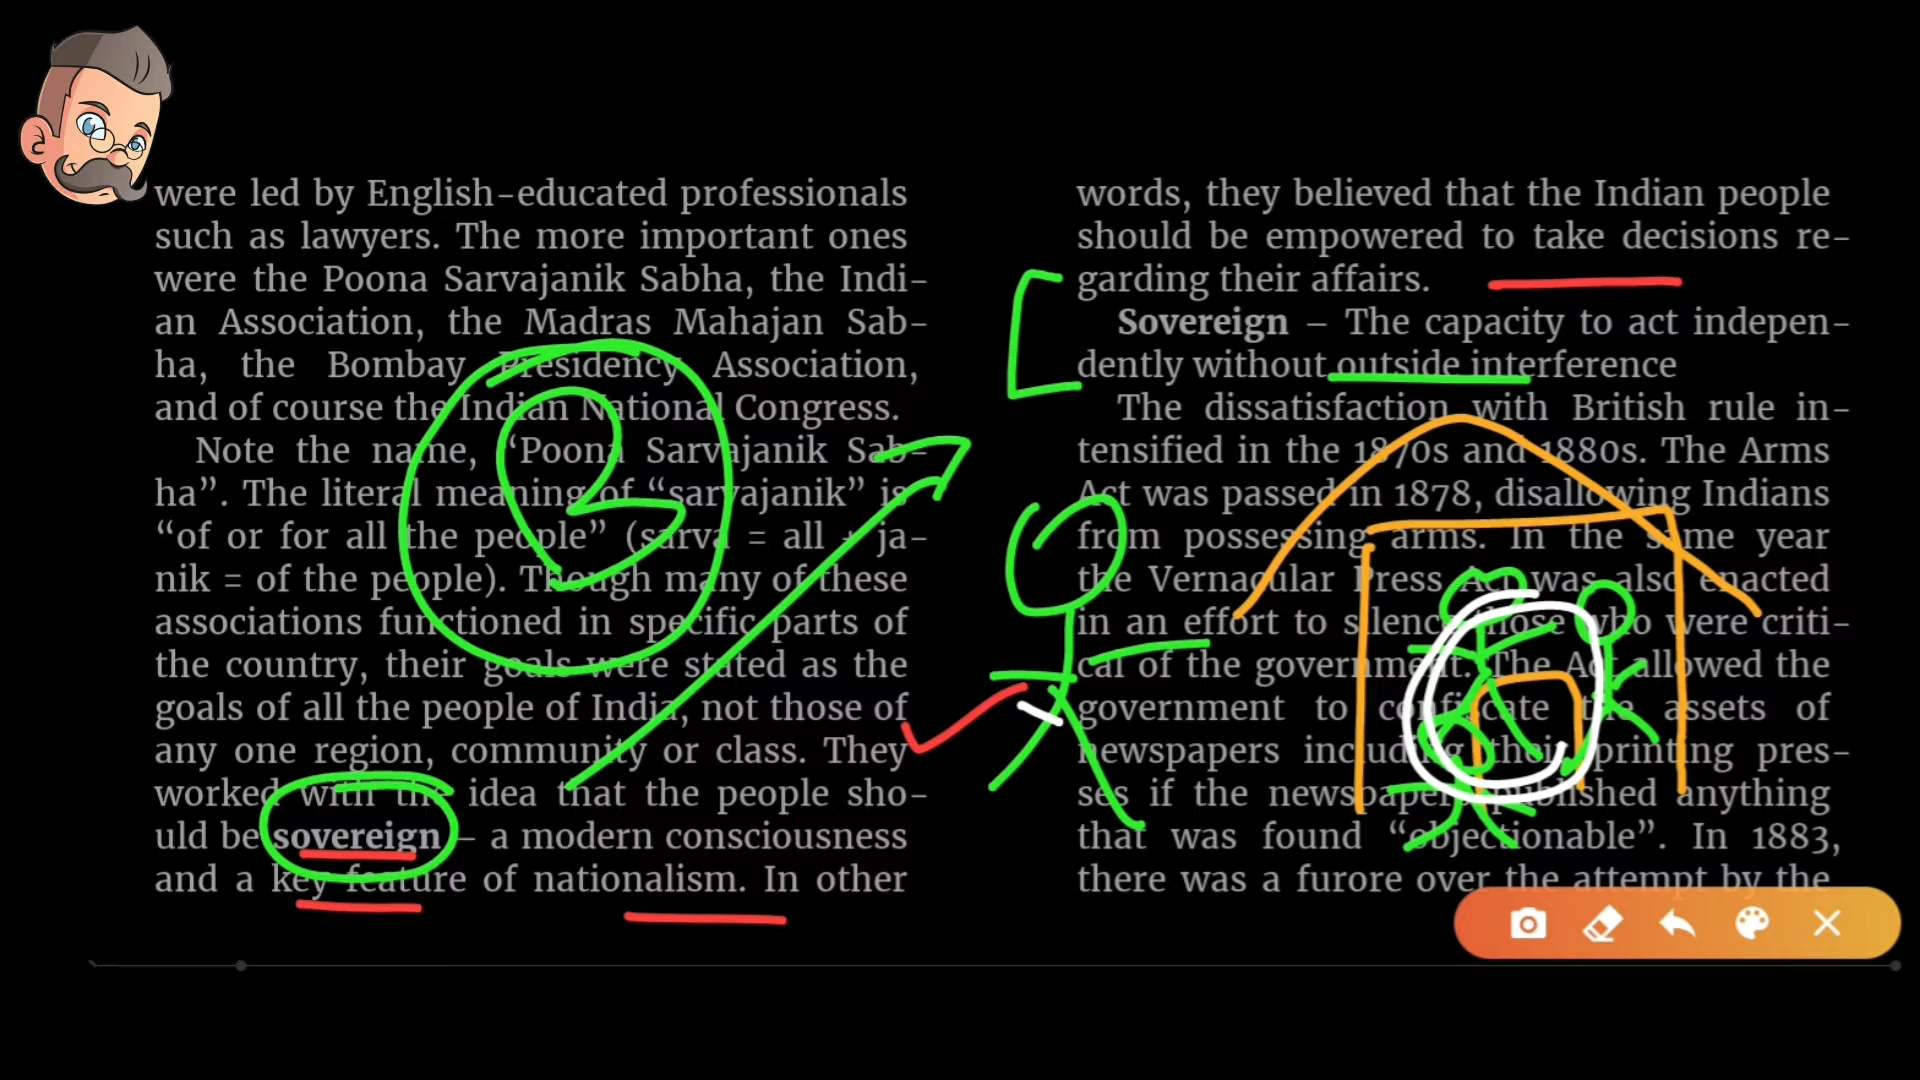 were led by English-educated professionals
such as lawyers. The more important ones
were the Poona Sarvajanik Sabha, the Indi-
an Association, the Madras Mahajan Sab-
ha, the Bombay Presidency Association,
and of course the Indian National Congress.
Note the name, ‘Poona Sarvajanik Sab-
ha”. The literal meaning of “sarvajanik” is
“of or for all the people” (sarva = all + ja-
nik = of the people). Though many of these
associations functioned in specific parts of
the country, their goals were stated as the
goals of all the people of India, not those of
any one region, community or class. They
worked with the idea that the people sho-
uld be sovereign – a modern consciousness
and a key feature of nationalism. In other
words, they believed that the Indian people
should be empowered to take decisions re-
garding their affairs.
Sovereign – The capacity to act indepen-
dently without outside interference
The dissatisfaction with British rule in-
tensified in the 1870s and 1880s. The Arms
Act was passed in 1878, disallowing Indians
from possessing arms. In the same year
the Vernacular Press Act was also enacted
in an effort to silence those who were criti-
cal of the government. The Act allowed the
government to confiscate the assets of
newspapers including their printing pres-
ses if the newspapers published anything
that was found “objectionable”. In 1883,
there was a furore over the attempt by the